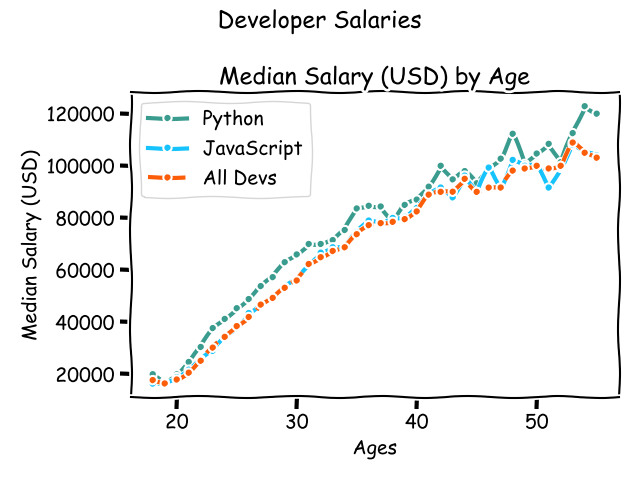 Developer Salaries
Median Salary (USD) by Age
Python
JavaScript
All Devs
Median Salary (USD)
120000
100000
80000
60000
40000
20000
20 30 40 50
Ages